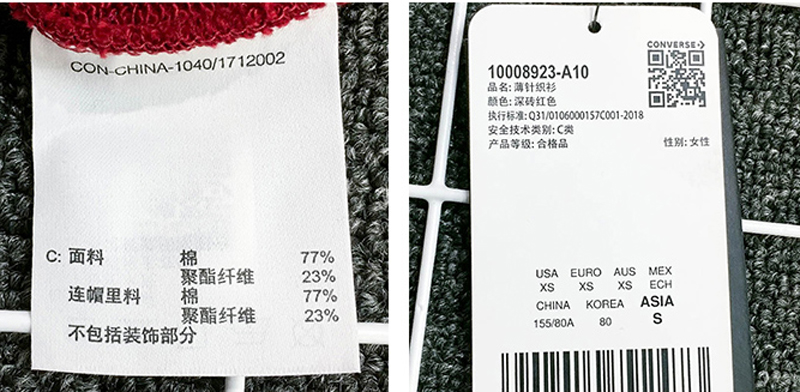 CON-CHINA-1040/1712002
C: 面料 棉 77%
聚酯纤维 23%
连帽里料 棉 77%
聚酯纤维 23%
不包括装饰部分
CONVERSE
10008923-A10
品名: 薄针织衫
颜色: 深砖红色
执行标准: Q31/0106000157C001-2018
安全技术类别: C类
产品等级: 合格品 性别: 女性
USA EURO AUS MEX
XS XS XS ECH
CHINA KOREA ASIA
155/80A 80 S